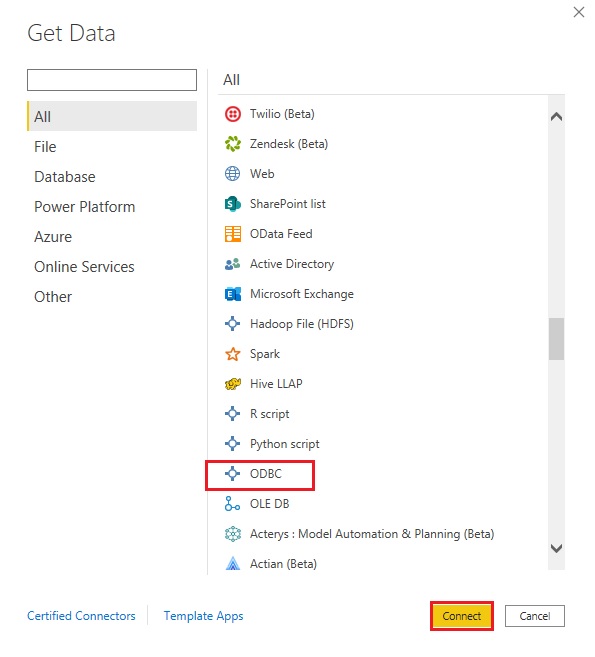 Get Data
All
File
Database
Power Platform
Azure
Online Services
Other
All
Twilio (Beta)
Zendesk (Beta)
Web
SharePoint list
OData Feed
Active Directory
Microsoft Exchange
Hadoop File (HDFS)
Spark
Hive LLAP
R script
Python script
ODBC
OLE DB
Acterys : Model Automation & Planning (Beta)
Actian (Beta)
Certified Connectors
Template Apps
Connect
Cancel